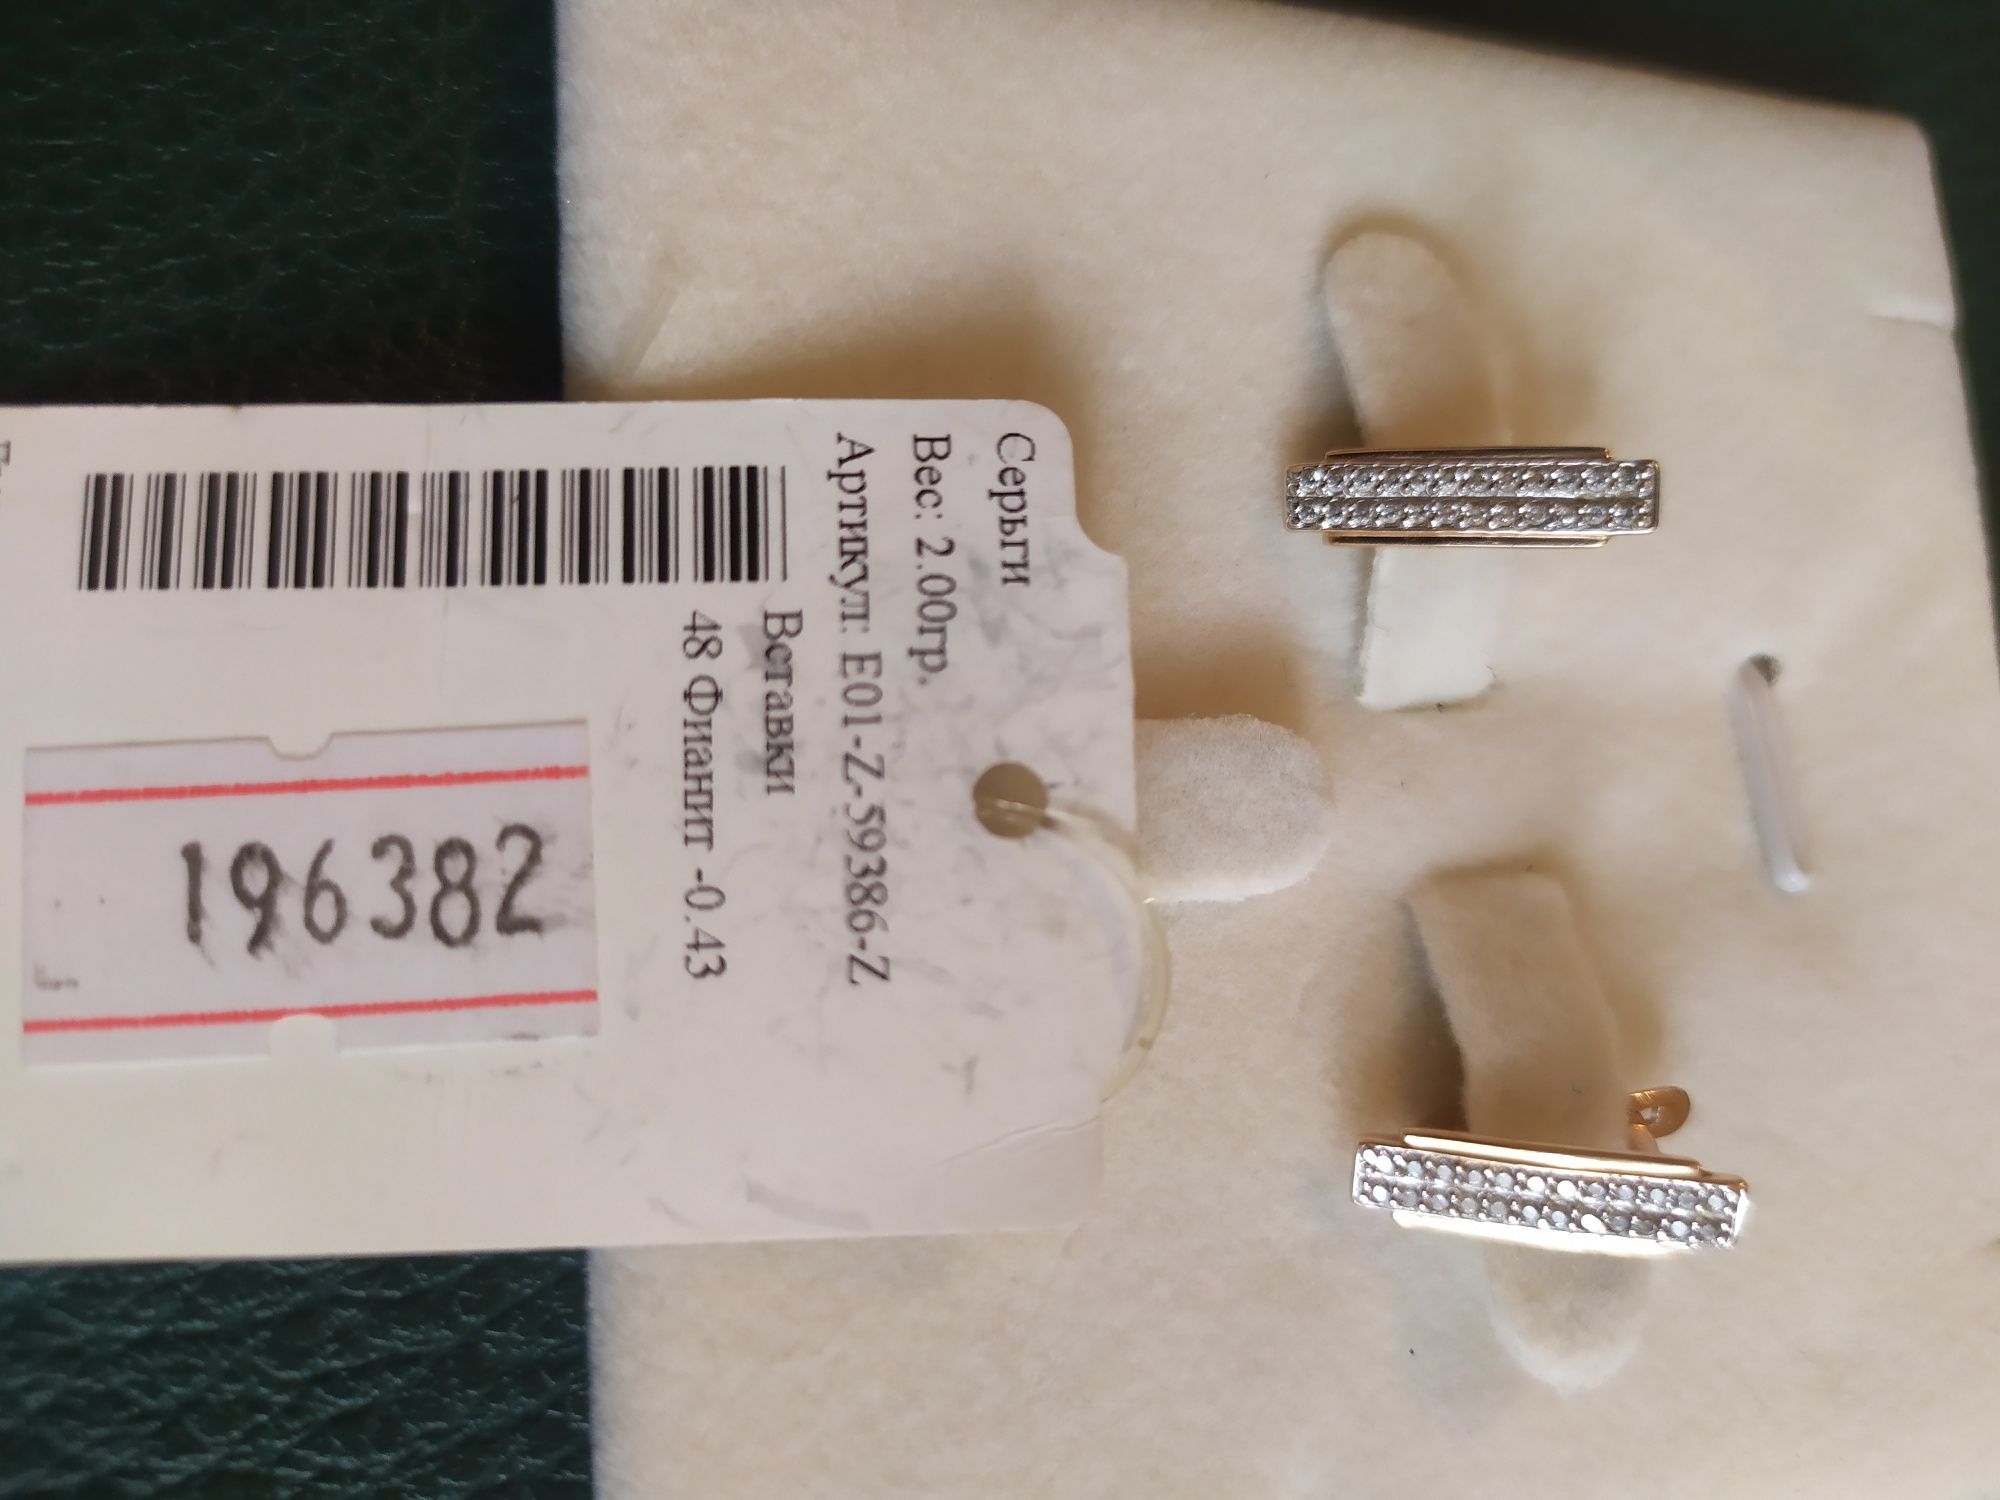 Серьги
Вес: 2.00гр.
Артикул: E01-Z-59386-Z
Вставки
48 Фианит -0.43
196382